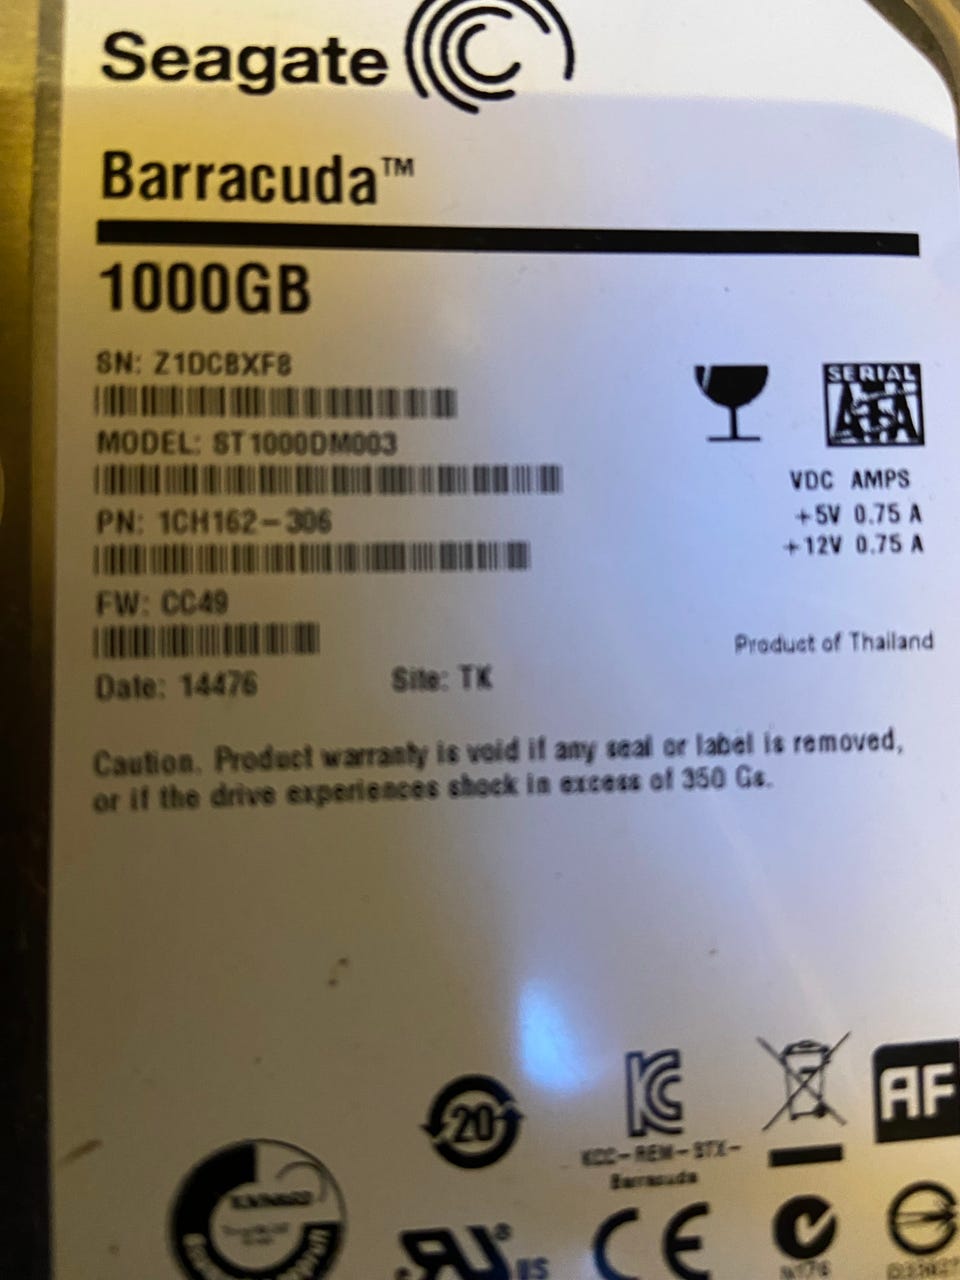 Seagate
Barracuda™
1000GB
SN: Z1DCBXF8
SERIAL
ATA
MODEL: ST1000DM003
VDC AMPS
PN: 1CH162-306
+5V 0.75 A
+12V 0.75 A
FW: CC49
Product of Thailand
Date: 14476
Site: TK
Caution. Product warranty is void if any seal or label is removed,
or if the drive experiences shock in excess of 350 Gs.
20
KC
AF
KCC-REM-STX-
Barracuda
CE
N176